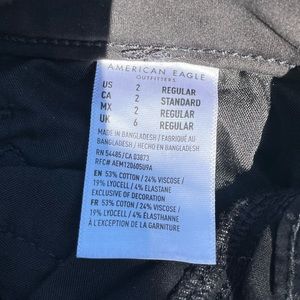 AMERICAN EAGLE
OUTFITTERS
US 2 REGULAR
CA 2 STANDARD
MX 2 REGULAR
UK 6 REGULAR
MADE IN BANGLADESH / FABRIQUÉ AU
BANGLADESH / HECHO EN BANGLADESH
RN 54485/CA 03873
RFC# AEM120605U9A
EN: 53% COTTON / 24% VISCOSE /
19% LYOCELL / 4% ELASTANE
EXCLUSIVE OF DECORATION
FR: 53% COTON / 24% VISCOSE /
19% LYOCELL / 4% ÉLASTHANNE
À L'EXCEPTION DE LA GARNITURE